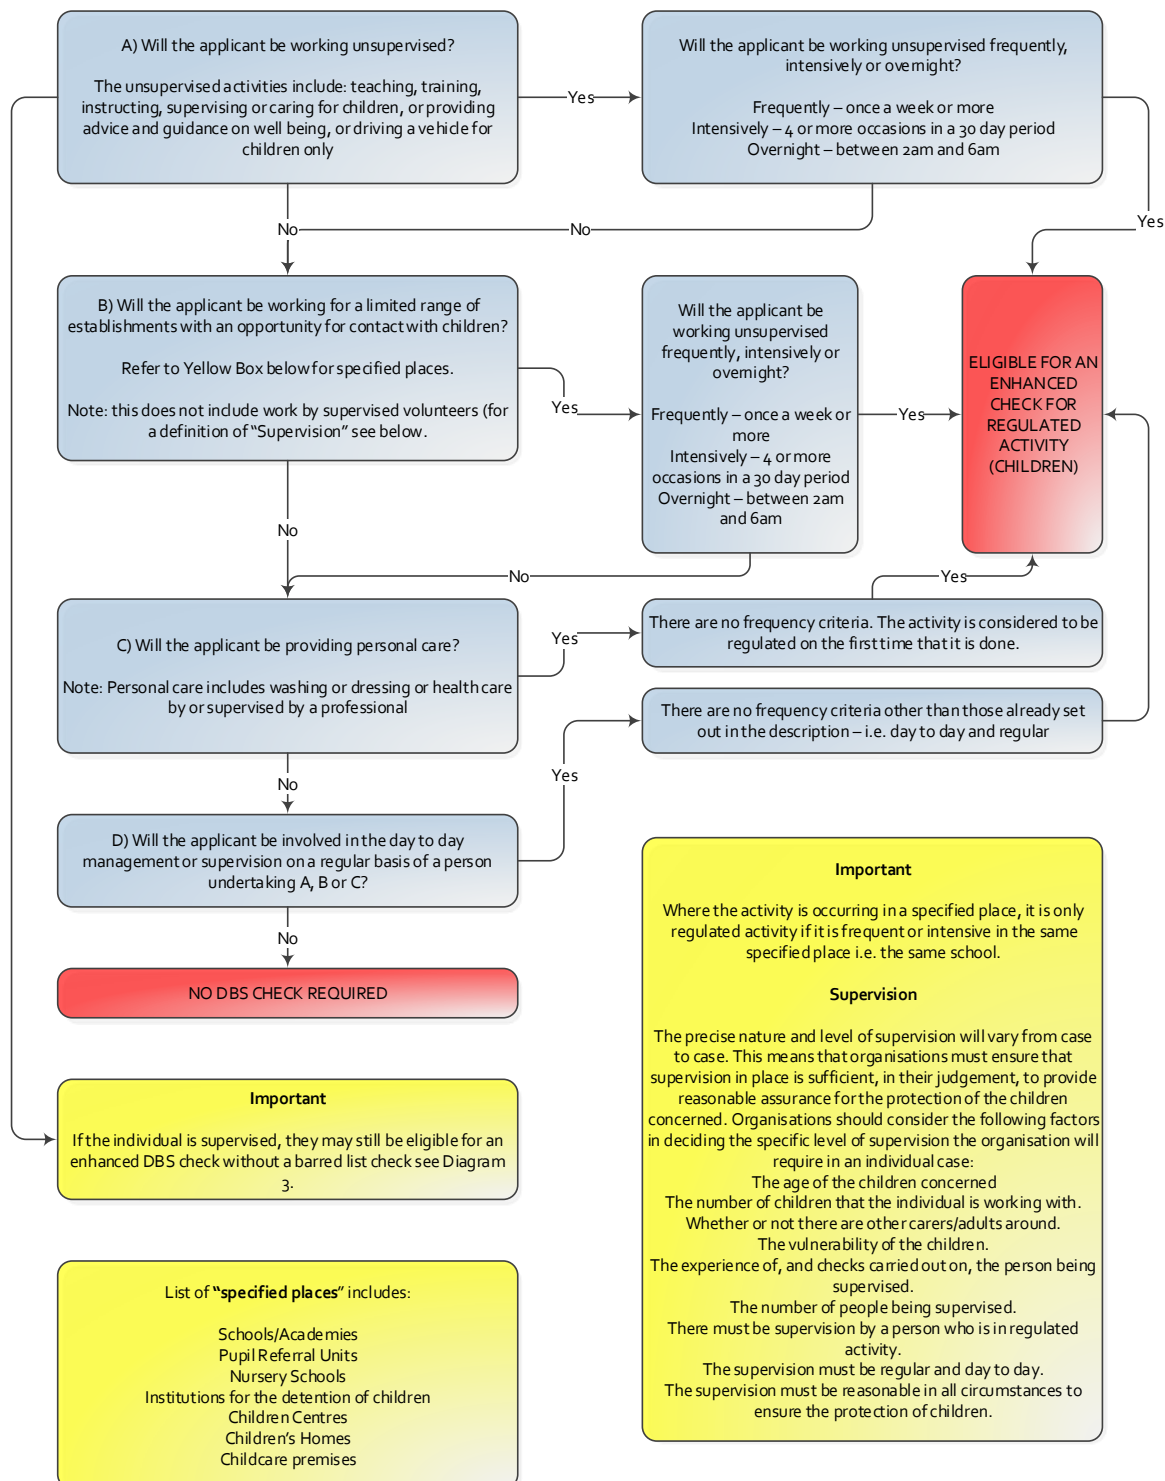 A) Will the applicant be working unsupervised?
The unsupervised activities include: teaching, training,
instructing, supervising or caring for children, or providing
advice and guidance on well being, or driving a vehicle for
children only
Yes
Will the applicant be working unsupervised frequently,
intensively or overnight?
Frequently – once a week or more
Intensively – 4 or more occasions in a 30 day period
Overnight – between 2am and 6am
No
No
Yes
B) Will the applicant be working for a limited range of
establishments with an opportunity for contact with children?
Refer to Yellow Box below for specified places.
Note: this does not include work by supervised volunteers (for
a definition of “Supervision” see below.
Yes
Will the applicant be
working unsupervised
frequently, intensively or
overnight?
Frequently – once a week or
more
Intensively – 4 or more
occasions in a 30 day period
Overnight – between 2am
and 6am
Yes
ELIGIBLE FOR AN
ENHANCED
CHECK FOR
REGULATED
ACTIVITY
(CHILDREN)
No
No
Yes
C) Will the applicant be providing personal care?
Note: Personal care includes washing or dressing or health care
by or supervised by a professional
Yes
There are no frequency criteria. The activity is considered to be
regulated on the first time that it is done.
There are no frequency criteria other than those already set
out in the description – i.e. day to day and regular
No
Yes
D) Will the applicant be involved in the day to day
management or supervision on a regular basis of a person
undertaking A, B or C?
No
NO DBS CHECK REQUIRED
Important
If the individual is supervised, they may still be eligible for an
enhanced DBS check without a barred list check see Diagram
3.
List of “specified places” includes:
Schools/Academies
Pupil Referral Units
Nursery Schools
Institutions for the detention of children
Children Centres
Children’s Homes
Childcare premises
Important
Where the activity is occurring in a specified place, it is only
regulated activity if it is frequent or intensive in the same
specified place i.e. the same school.
Supervision
The precise nature and level of supervision will vary from case
to case. This means that organisations must ensure that
supervision in place is sufficient, in their judgement, to provide
reasonable assurance for the protection of the children
concerned. Organisations should consider the following factors
in deciding the specific level of supervision the organisation will
require in an individual case:
The age of the children concerned
The number of children that the individual is working with.
Whether or not there are other carers/adults around.
The vulnerability of the children.
The experience of, and checks carried out on, the person being
supervised.
The number of people being supervised.
There must be supervision by a person who is in regulated
activity.
The supervision must be regular and day to day.
The supervision must be reasonable in all circumstances to
ensure the protection of children.